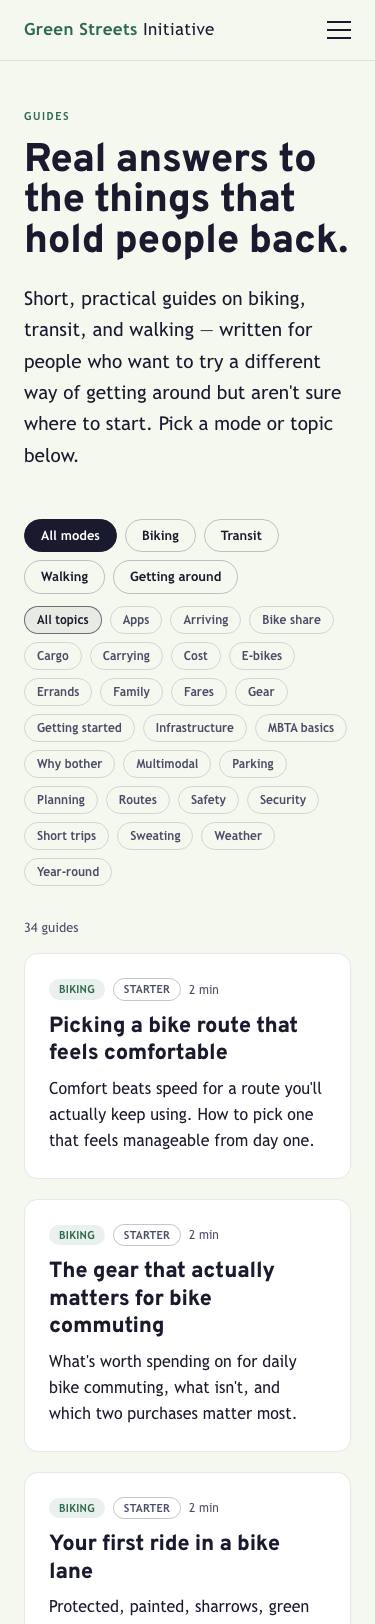 Green Streets Initiative
GUIDES
Real answers to
the things that
hold people back.
Short, practical guides on biking,
transit, and walking — written for
people who want to try a different
way of getting around but aren't sure
where to start. Pick a mode or topic
below.
All modes Biking Transit
Walking Getting around
All topics Apps Arriving Bike share
Cargo Carrying Cost E-bikes
Errands Family Fares Gear
Getting started Infrastructure MBTA basics
Why bother Multimodal Parking
Planning Routes Safety Security
Short trips Sweating Weather
Year-round
34 guides
BIKING STARTER 2 min
Picking a bike route that
feels comfortable
Comfort beats speed for a route you'll
actually keep using. How to pick one
that feels manageable from day one.
BIKING STARTER 2 min
The gear that actually
matters for bike
commuting
What's worth spending on for daily
bike commuting, what isn't, and
which two purchases matter most.
BIKING STARTER 2 min
Your first ride in a bike
lane
Protected, painted, sharrows, green